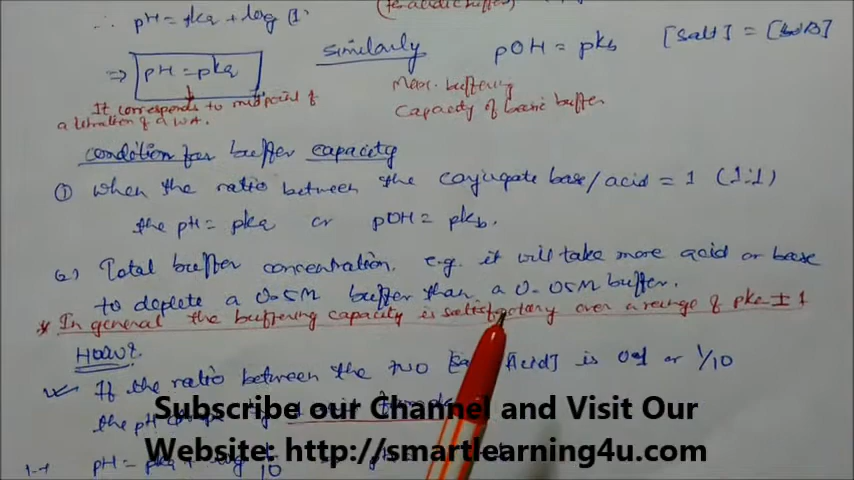 (for acidic buffer)
∴ pH = pka + log (1)
⇒ pH = pka
similarly
pOH = pkb
[salt] = [WB]
It corresponds to midpoint of
a titration of a WA.
Max. buffering
Capacity of basic buffer
condition for buffer capacity
① when the ratio between the conjugate base/acid = 1 (1:1)
the pH = pka or pOH = pkb.
② Total buffer concentration. e.g. it will take more acid or base
to deplete a 0.5M buffer than a 0.05M buffer.
* In general the buffering capacity is satisfactory over a range of pka ± 1
How?
If the ratio between the two [Acid] is 0.1 or 1/10
the pH
pH = pka + log 1/10
Subscribe our Channel and Visit Our
Website: http://smartlearning4u.com